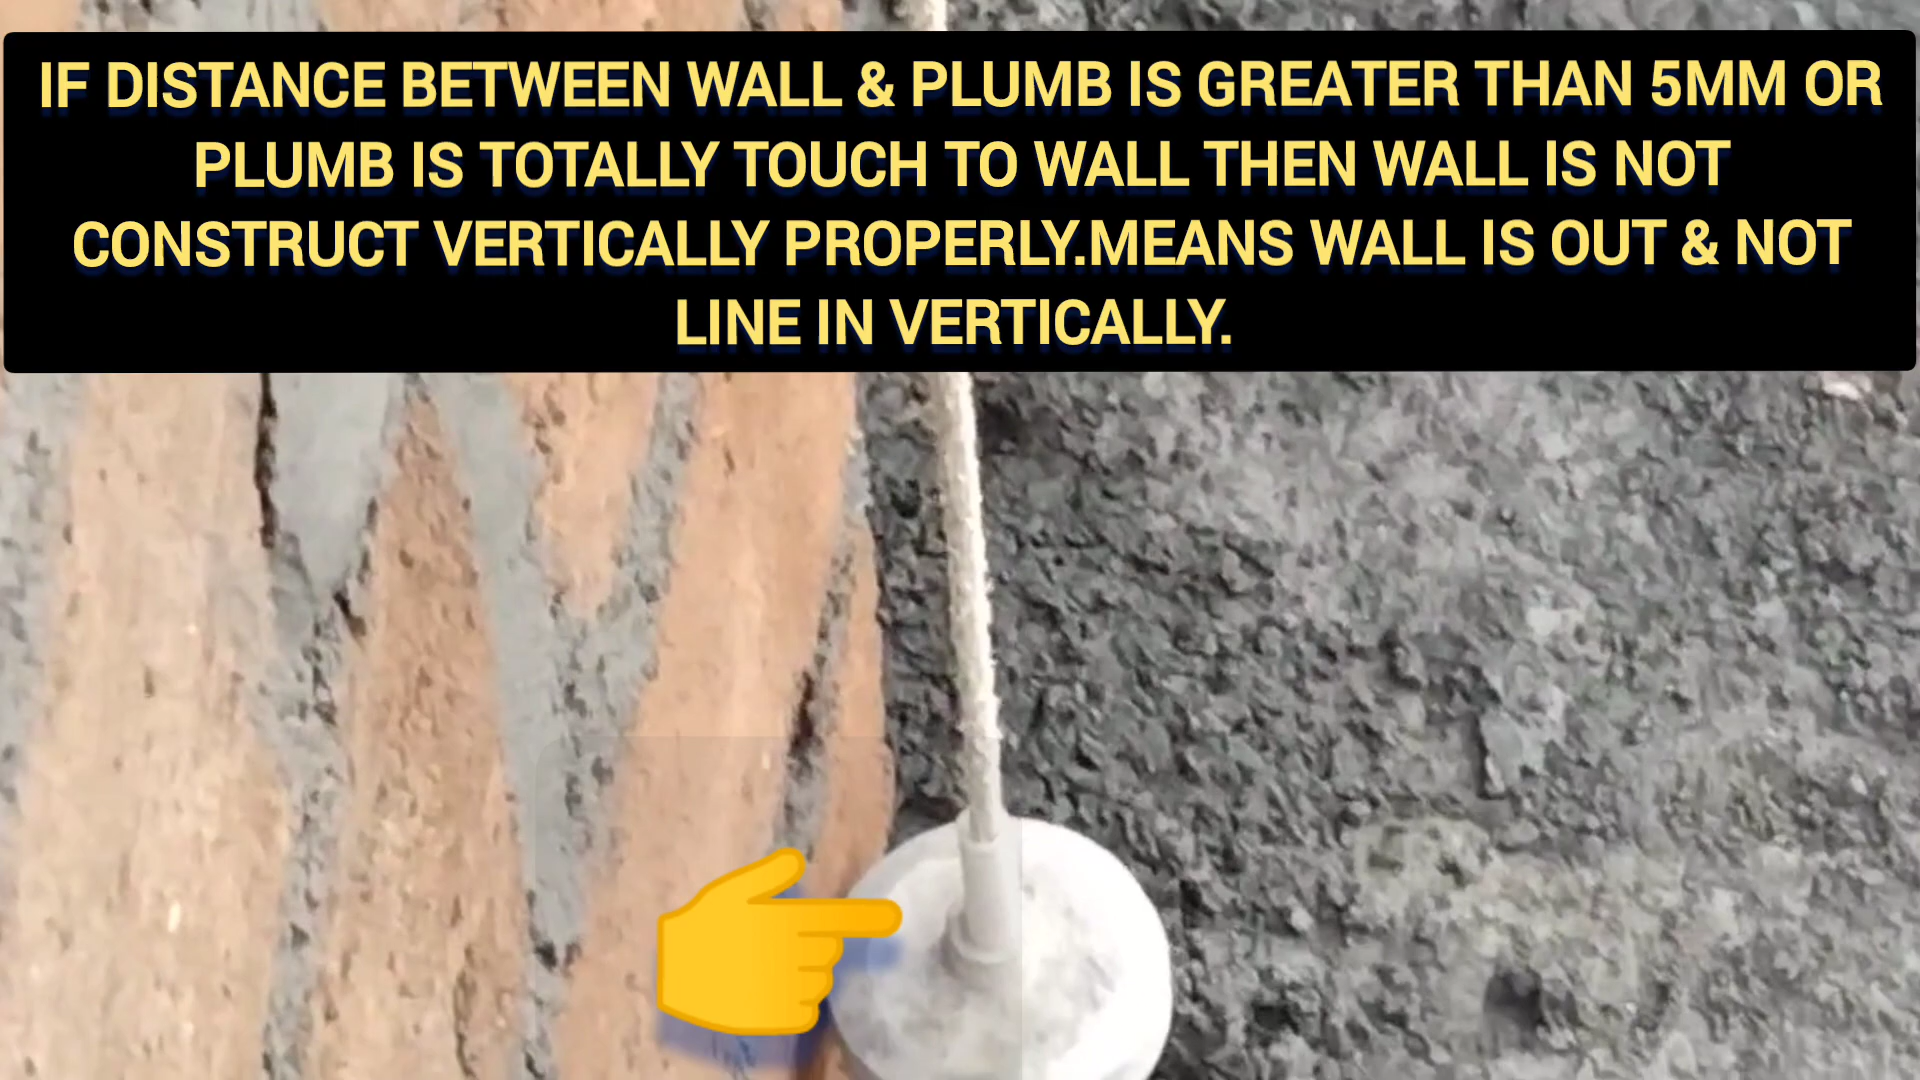 IF DISTANCE BETWEEN WALL & PLUMB IS GREATER THAN 5MM OR
PLUMB IS TOTALLY TOUCH TO WALL THEN WALL IS NOT
CONSTRUCT VERTICALLY PROPERLY.MEANS WALL IS OUT & NOT
LINE IN VERTICALLY.